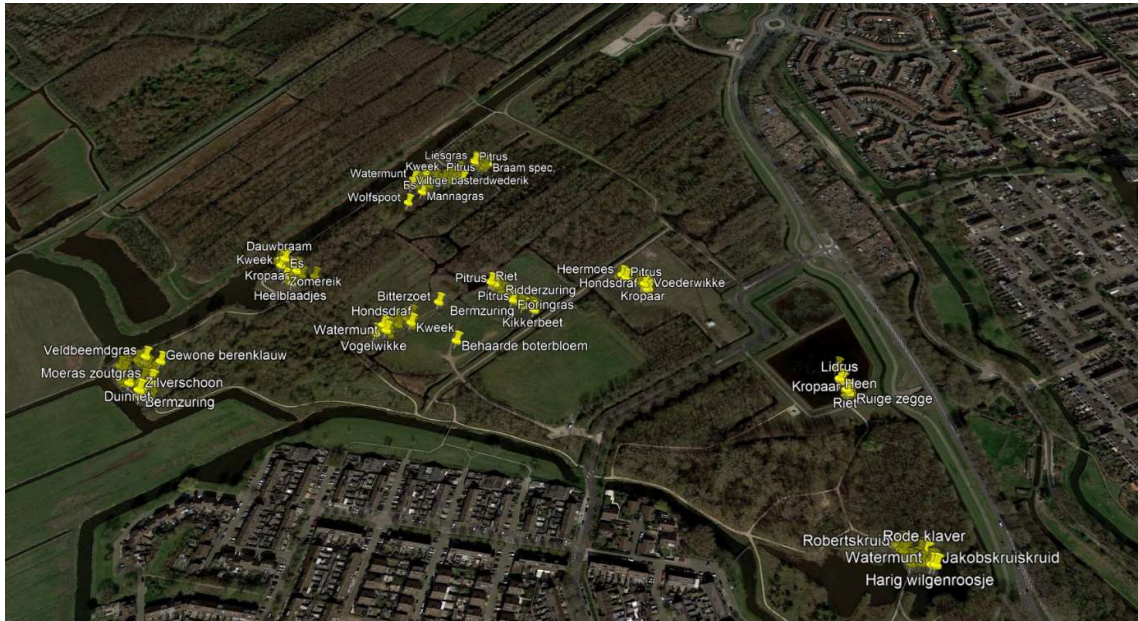 Liesgras
Pitrus
Kweek
Pitrus
Braam spec.
Watermunt
Viltige basterdwederik
Es
Mannagras
Wolfspoot
Dauwbraam
Kweek
Es
Kropaar
Zomereik
Heelblaadjes
Pitrus
Riet
Ridderzuring
Pitrus
Fioringras
Bermzuring
Kikkerbeet
Heermoes
Pitrus
Hondsdraf
Voederwikke
Kropaar
Bitterzoet
Hondsdraf
Watermunt
Kweek
Vogelwikke
Behaarde boterbloem
Veldbeemdgras
Gewone berenklauw
Moeras zoutgras
Zilverschoon
Duinriet
Bermzuring
Lidrus
Kropaar
Heen
Riet
Ruige zegge
Robertskruid
Rode klaver
Watermunt
Jakobskruiskruid
Harig wilgenroosje